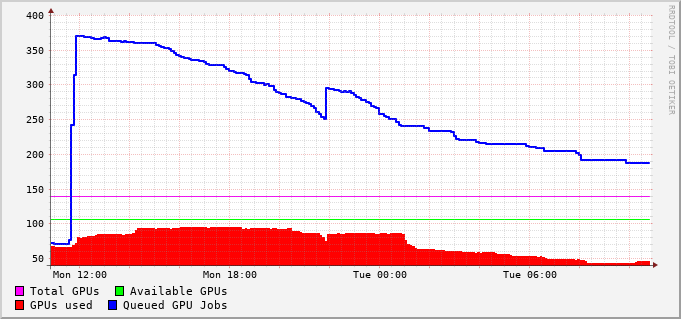 400
350
300
250
200
150
100
50
Mon 12:00 Mon 18:00 Tue 00:00 Tue 06:00
Total GPUs Available GPUs
GPUs used Queued GPU Jobs
RRDTOOL / TOBI OETIKER